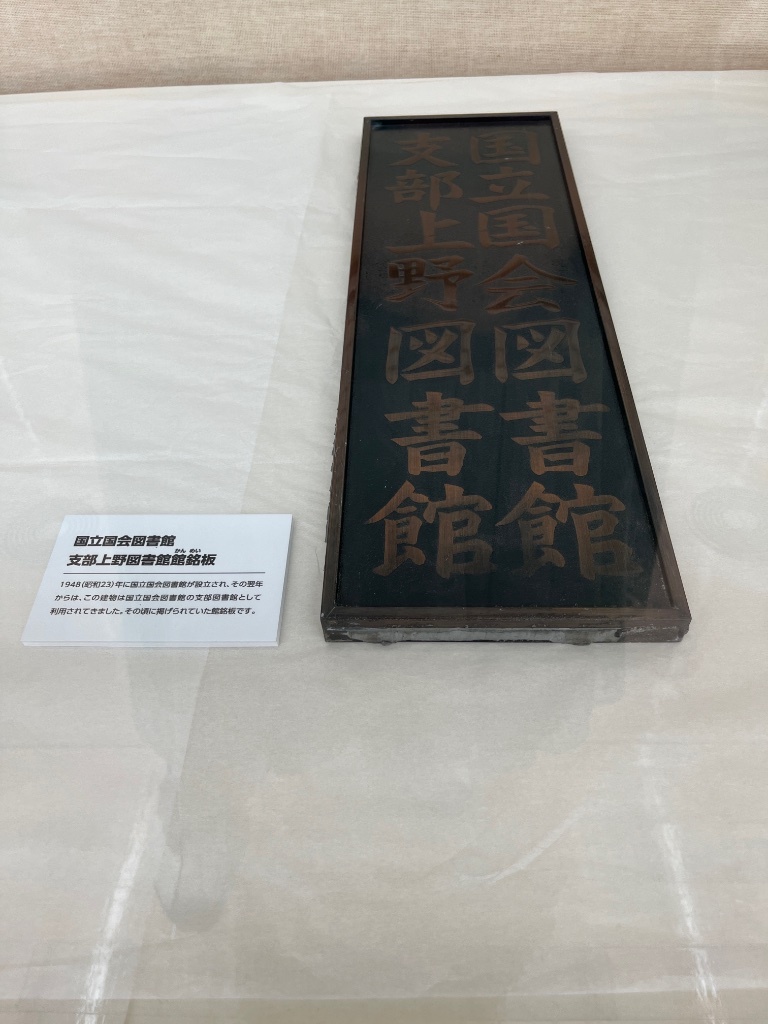 国立国会図書館
支部上野図書館
国立国会図書館
支部上野図書館館銘板
かんめい
1948(昭和23)年に国立国会図書館が設立され、その翌年
からは、この建物は国立国会図書館の支部図書館として
利用されてきました。その頃に掲げられていた館銘板です。